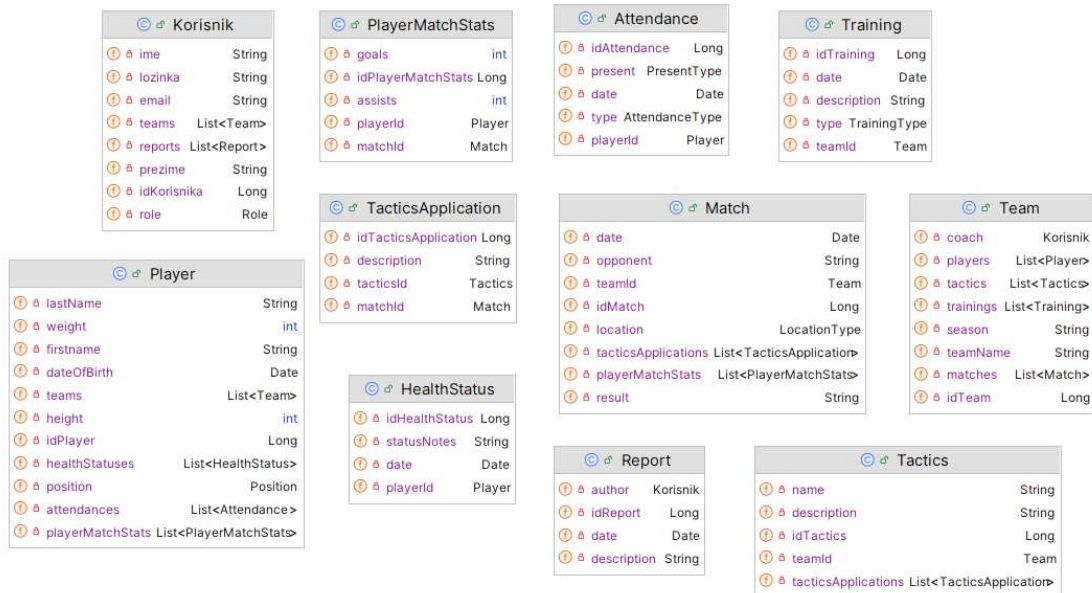 Korisnik
ime String
lozinka String
email String
teams List<Team>
reports List<Report>
prezime String
idKorisnika Long
role Role
PlayerMatchStats
goals int
idPlayerMatchStats Long
assists int
playerId Player
matchId Match
Attendance
idAttendance Long
present PresentType
date Date
type AttendanceType
playerId Player
Training
idTraining Long
date Date
description String
type TrainingType
teamId Team
TacticsApplication
idTacticsApplication Long
description String
tacticsId Tactics
matchId Match
Match
date Date
opponent String
teamId Team
idMatch Long
location LocationType
tacticsApplications List<TacticsApplication>
playerMatchStats List<PlayerMatchStats>
result String
Team
coach Korisnik
players List<Player>
tactics List<Tactics>
trainings List<Training>
season String
teamName String
matches List<Match>
idTeam Long
Player
lastName String
weight int
firstname String
dateOfBirth Date
teams List<Team>
height int
idPlayer Long
healthStatuses List<HealthStatus>
position Position
attendances List<Attendance>
playerMatchStats List<PlayerMatchStats>
HealthStatus
idHealthStatus Long
statusNotes String
date Date
playerId Player
Report
author Korisnik
idReport Long
date Date
description String
Tactics
name String
description String
idTactics Long
teamId Team
tacticsApplications List<TacticsApplication>